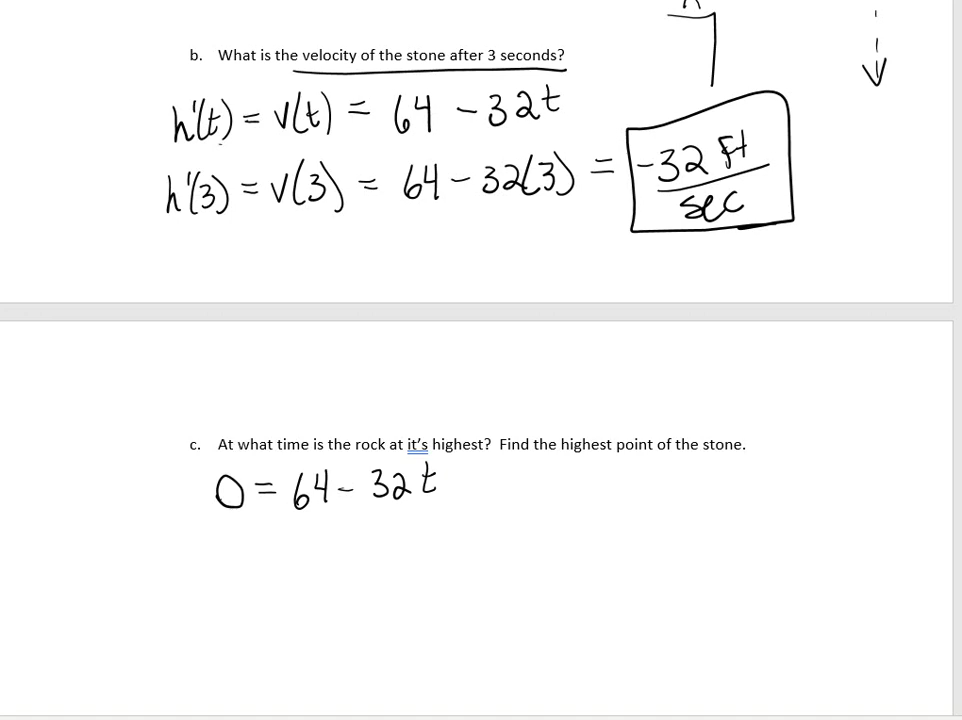 b. What is the velocity of the stone after 3 seconds?
h'(t) = v(t) = 64 - 32t
h'(3) = v(3) = 64 - 32(3) = -32 ft/sec
c. At what time is the rock at it's highest? Find the highest point of the stone.
0 = 64 - 32t